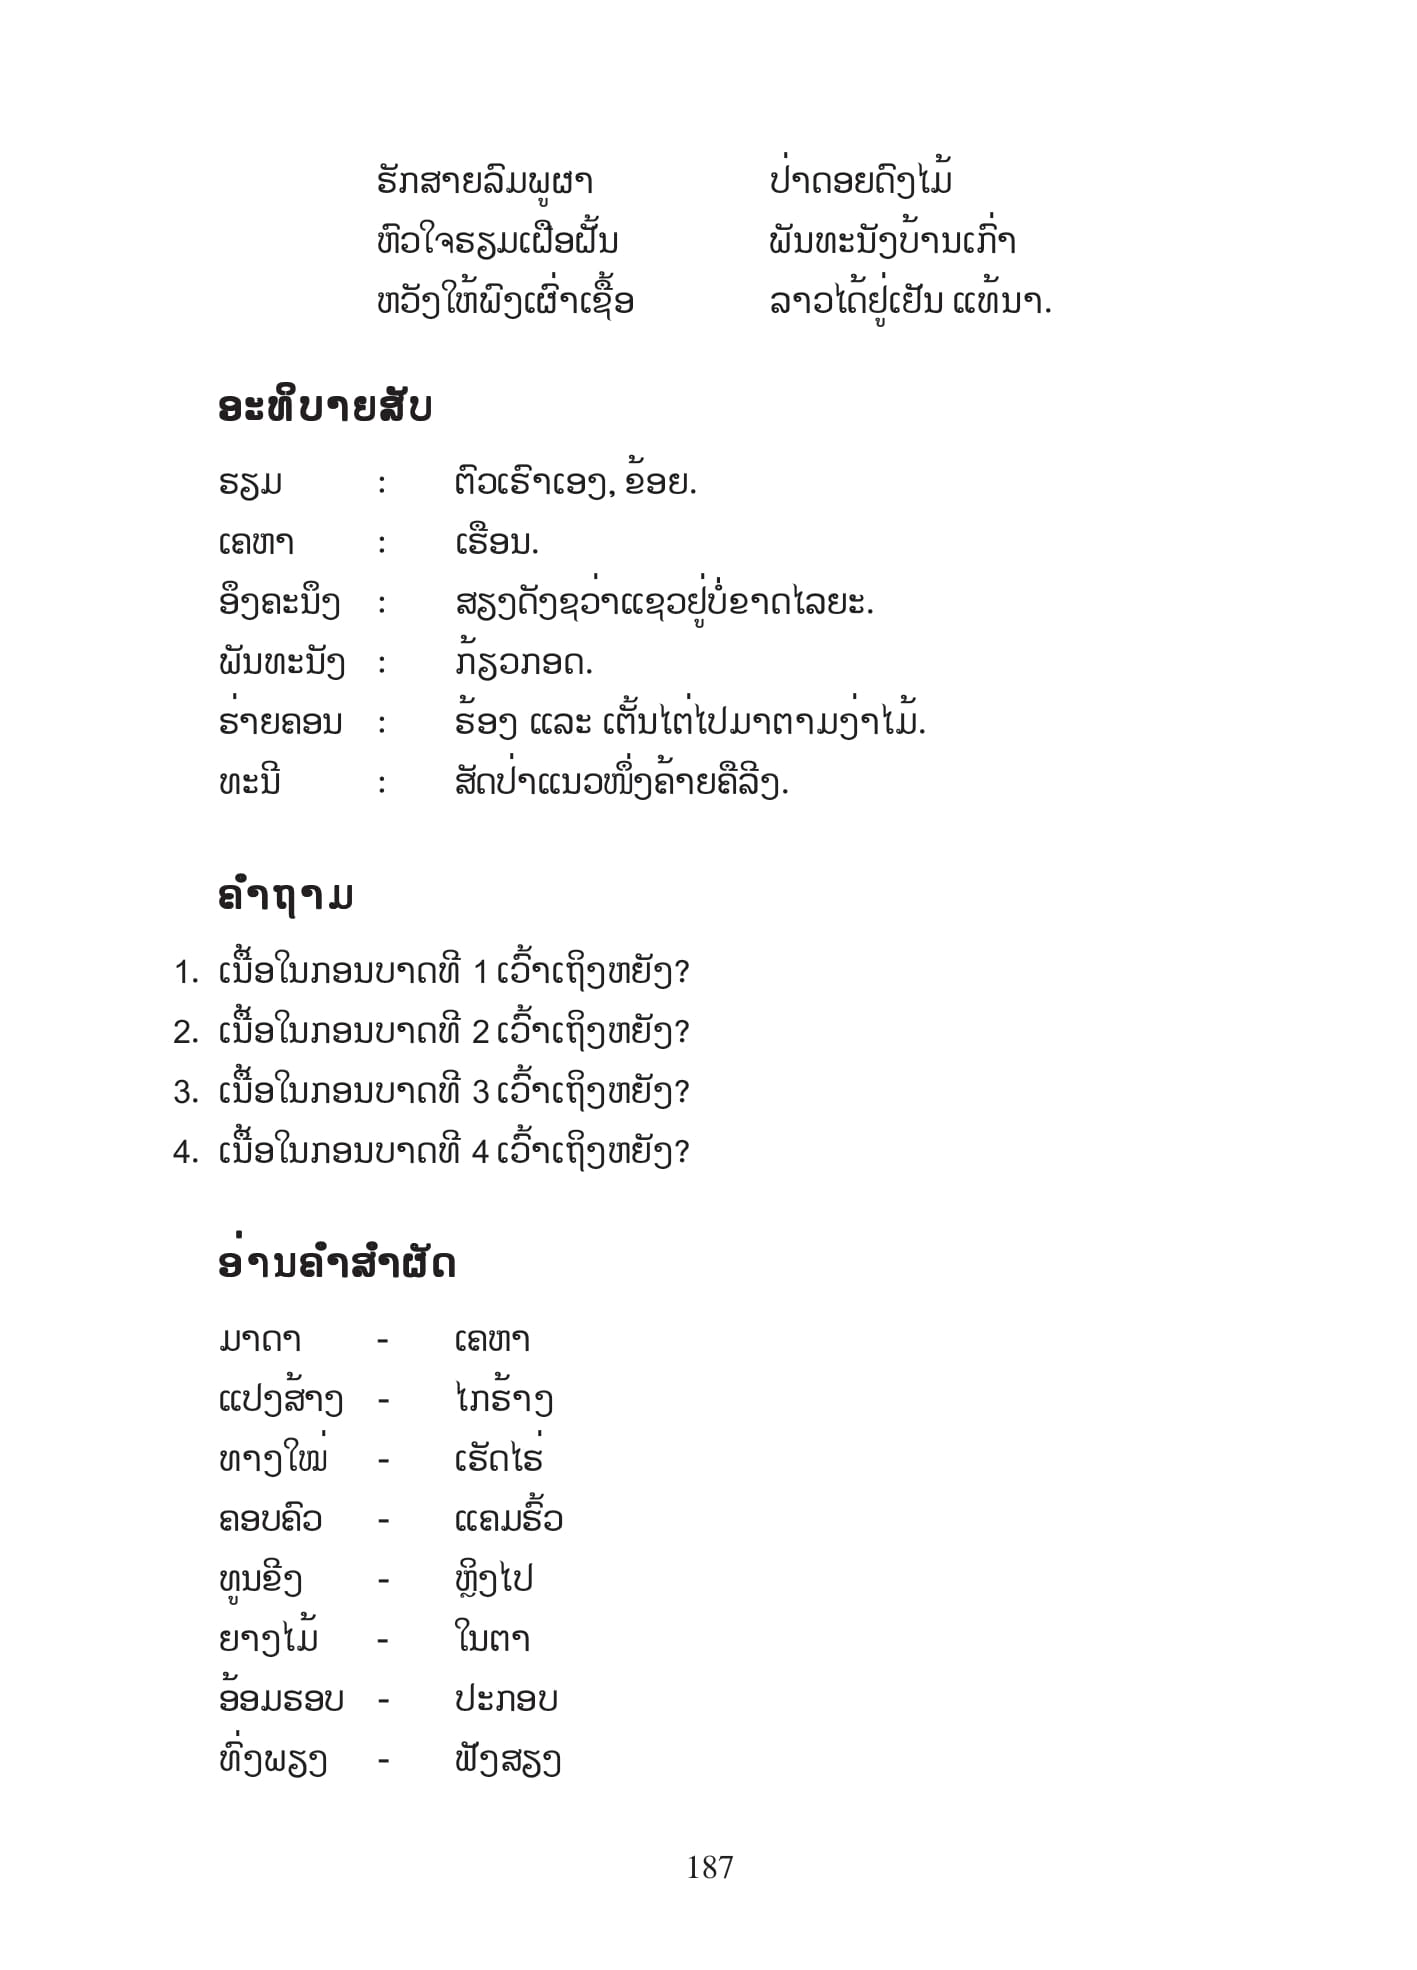 ຮັກສາຍລົມພູຜາ ປ່າດອຍດົງໄມ້
ຫົວໃຈຮຽມເຝືອຝັ້ນ ພັນທະນັງບ້ານເກົ່າ
ຫວັງໃຫ້ພົງເຜົ່າເຊື້ອ ລາວໄດ້ຢູ່ເຢັນ ແທ້ນາ.
ອະທິບາຍສັບ
ຮຽມ : ຕົວເຮົາເອງ, ຂ້ອຍ.
ເຄຫາ : ເຮືອນ.
ອຶງຄະນຶງ : ສຽງດັງຊວ່າແຊວຢູ່ບໍ່ຂາດໄລຍະ.
ພັນທະນັງ : ກ້ຽວກອດ.
ຮ່າຍຄອນ : ຮ້ອງ ແລະ ເຕັ້ນໄຕ່ໄປມາຕາມງ່າໄມ້.
ທະນີ : ສັດປ່າແນວໜຶ່ງຄ້າຍຄືລີງ.
ຄຳຖາມ
1. ເນື້ອໃນກອນບາດທີ 1 ເວົ້າເຖິງຫຍັງ?
2. ເນື້ອໃນກອນບາດທີ 2 ເວົ້າເຖິງຫຍັງ?
3. ເນື້ອໃນກອນບາດທີ 3 ເວົ້າເຖິງຫຍັງ?
4. ເນື້ອໃນກອນບາດທີ 4 ເວົ້າເຖິງຫຍັງ?
ອ່ານຄຳສຳຜັດ
ມາດາ - ເຄຫາ
ແປງສ້າງ - ໄກຮ້າງ
ທາງໃໝ່ - ເຮັດໄຮ່
ຄອບຄົວ - ແຄມຮົ້ວ
ທູນຂີງ - ຫຼິງໄປ
ຍາງໄມ້ - ໃນຕາ
ອ້ອມຮອບ - ປະກອບ
ທົ່ງພຽງ - ຟັງສຽງ
187